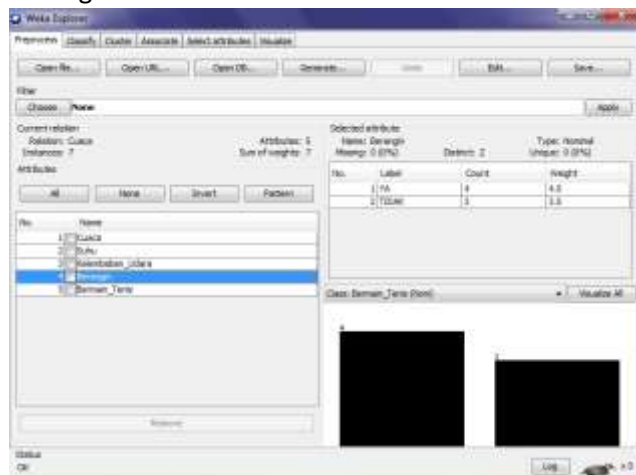 Weka Explorer
Preprocess Classify Cluster Associate Select attributes Visualize
Open file... Open URL... Open DB... Generate... Undo Edit... Save...
Filter
Choose None Apply
Current relation
Relation: Cuaca Attributes: 5
Instances: 7 Sum of weights: 7
Attributes
All None Invert Pattern
No. Name
1 Cuaca
2 Suhu
3 Kelembaban_Udara
4 Berangin
5 Bermain_Tenis
Remove
Selected attribute
Name: Berangin Type: Nominal
Missing: 0 (0%) Distinct: 2 Unique: 0 (0%)
No. Label Count Weight
1 YA 4 4.0
2 TIDAK 3 3.0
Class: Bermain_Tenis (Nom) Visualize All
4
3
Status
OK
Log x 0